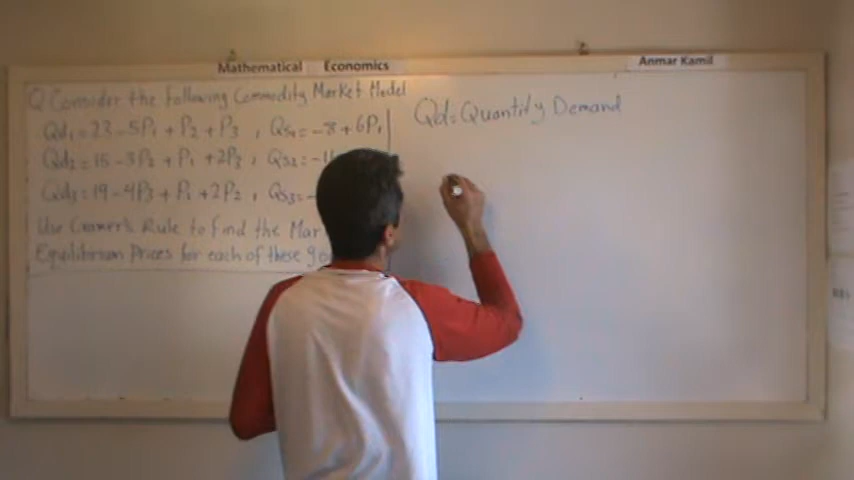 Mathematical Economics
Anmar Kamil
Q Consider the following Commodity Market Model
Qd₁=23-5P₁+P₂+P₃ , Qs₁=-8+6P₁
Qd₂=15-3P₂+P₁+2P₃ , Qs₂=-1
Qd₃=19-4P₃+P₁+2P₂ , Qs₃=-
Use Cramer's Rule to find the Mar
Equilibrium Prices for each of these
Qd=Quantity Demand